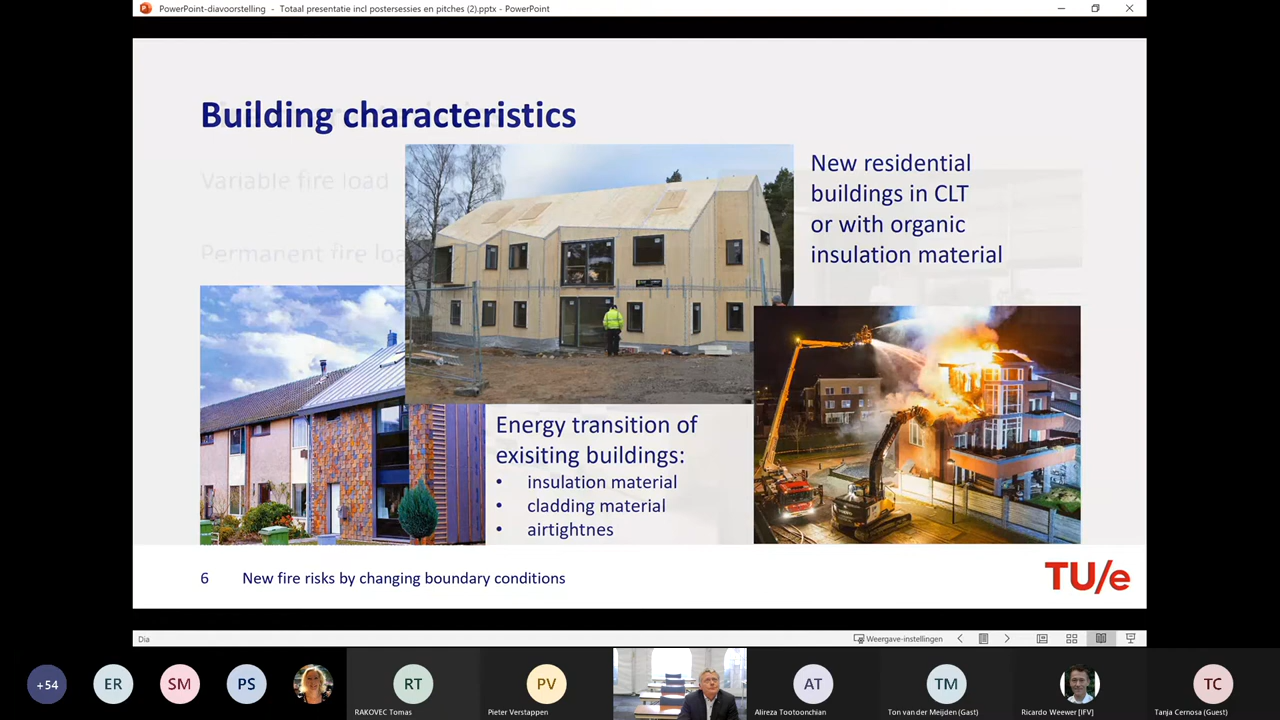 PowerPoint-diavoorstelling - Totaal presentatie incl postersessies en pitches (2).pptx - PowerPoint
Building characteristics
Variable fire load
Permanent fire loa
New residential
buildings in CLT
or with organic
insulation material
Energy transition of
exisiting buildings:
• insulation material
• cladding material
• airtightnes
6 New fire risks by changing boundary conditions
TU/e
Dia
Weergave-instellingen
+54
ER
SM
PS
RT
RAKOVEC Tomas
PV
Pieter Verstappen
AT
Alireza Tootoonchian
TM
Ton van der Meijden (Gast)
Ricardo Weewer [IFV]
TC
Tanja Cernosa (Guest)